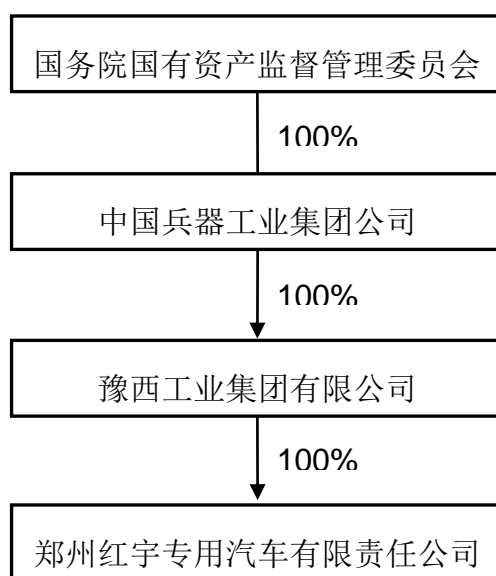 国务院国有资产监督管理委员会
100%
中国兵器工业集团公司
100%
豫西工业集团有限公司
100%
郑州红宇专用汽车有限责任公司